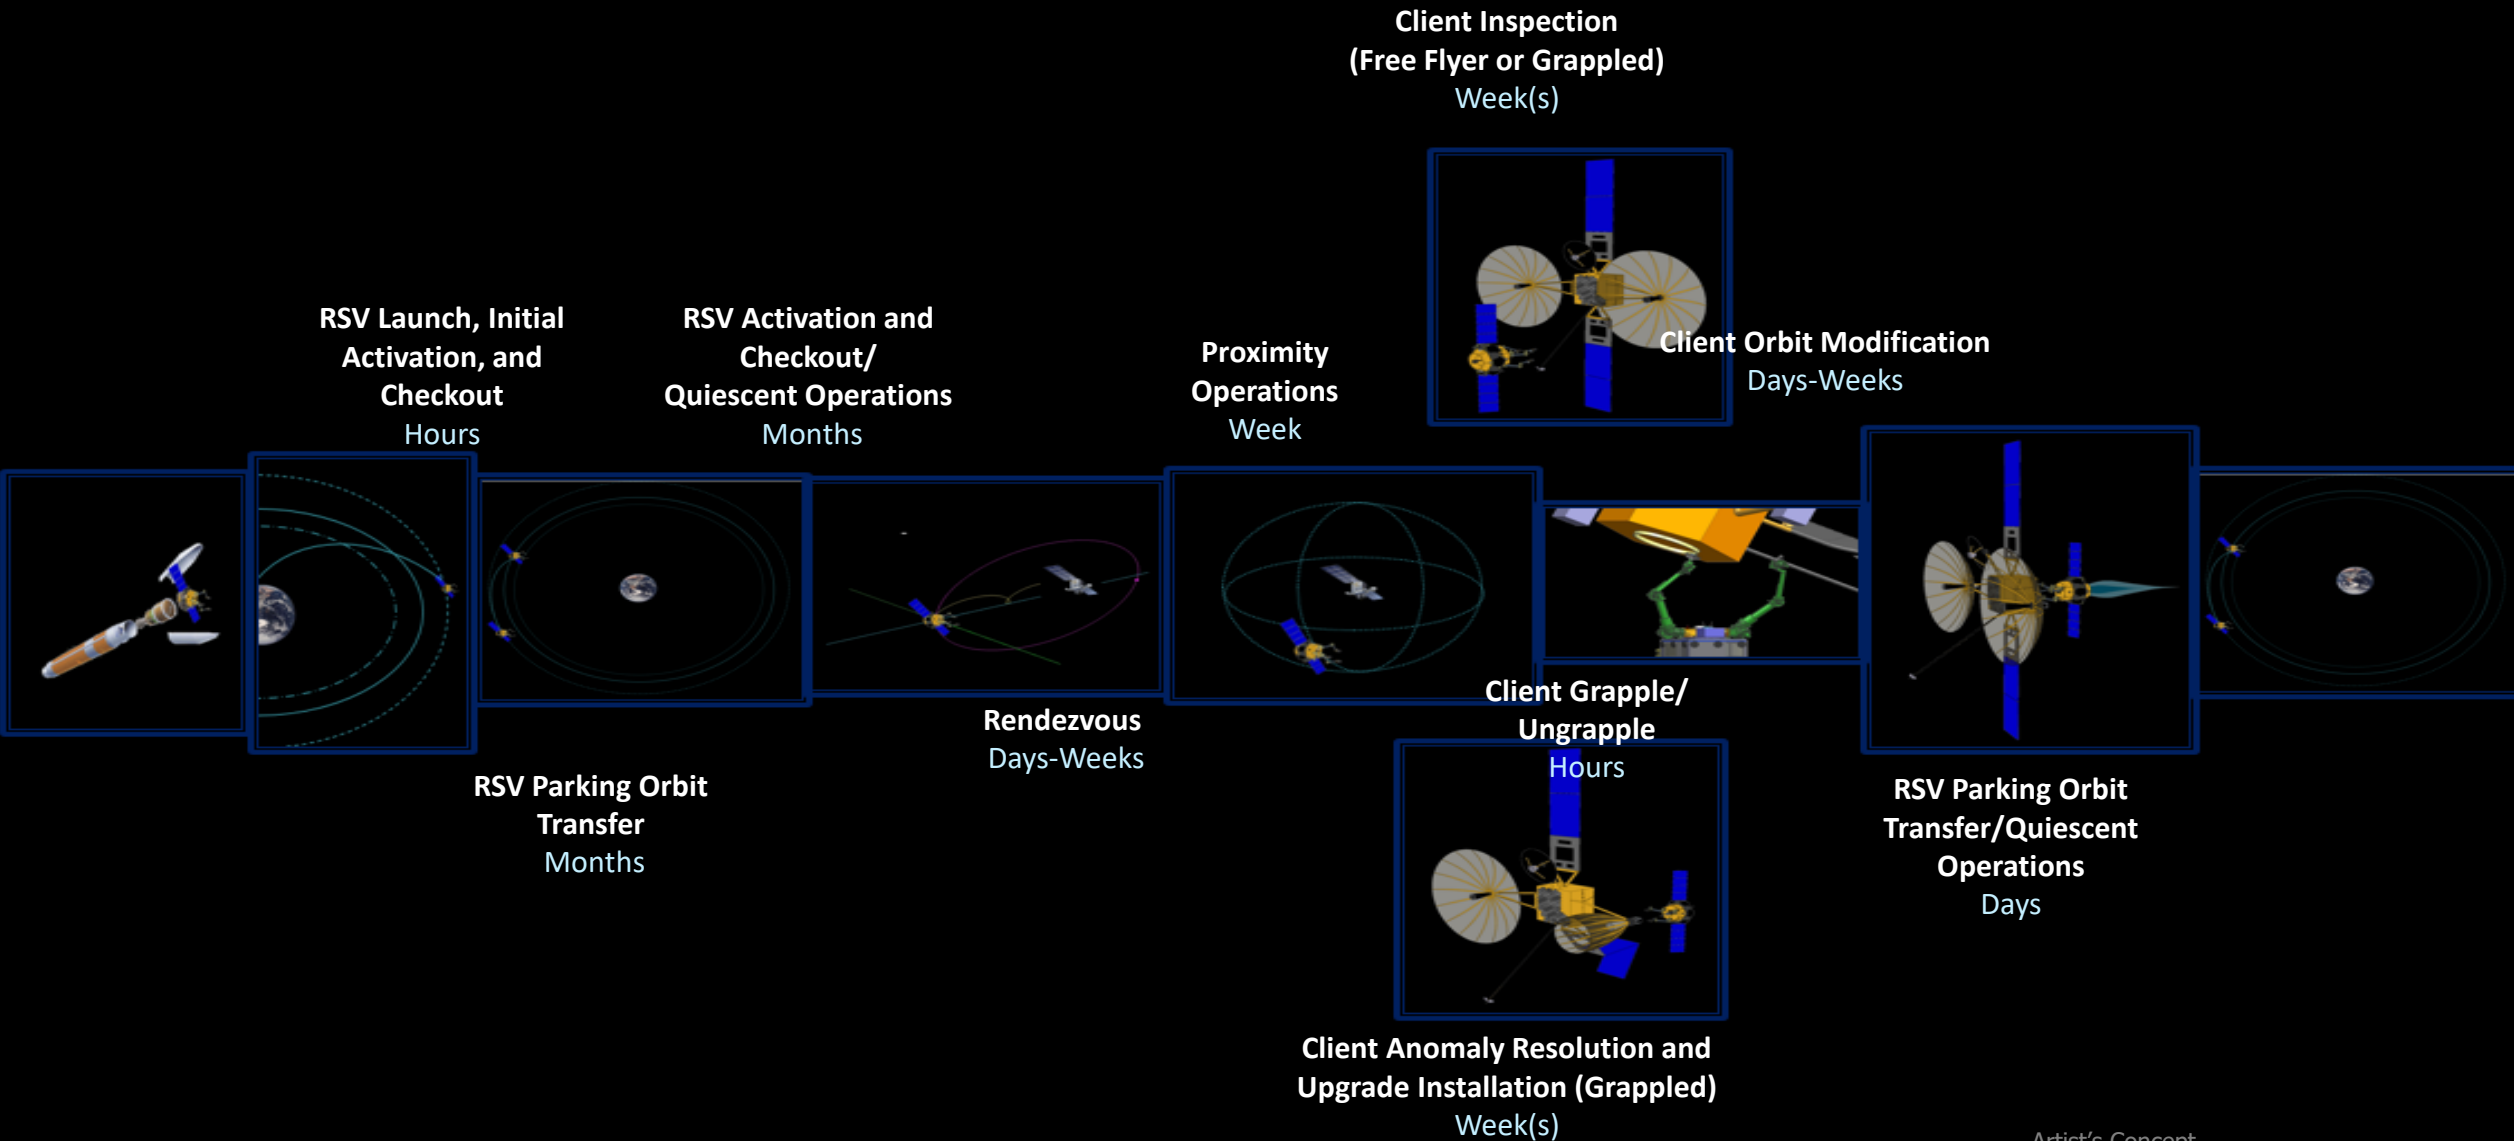 Client Inspection
(Free Flyer or Grappled)
Week(s)
RSV Launch, Initial
Activation, and
Checkout
Hours
RSV Activation and
Checkout/
Quiescent Operations
Months
Proximity
Operations
Week
Client Orbit Modification
Days-Weeks
RSV Parking Orbit
Transfer
Months
Rendezvous
Days-Weeks
Client Grapple/
Ungrapple
Hours
RSV Parking Orbit
Transfer/Quiescent
Operations
Days
Client Anomaly Resolution and
Upgrade Installation (Grappled)
Week(s)
Artist's Concept